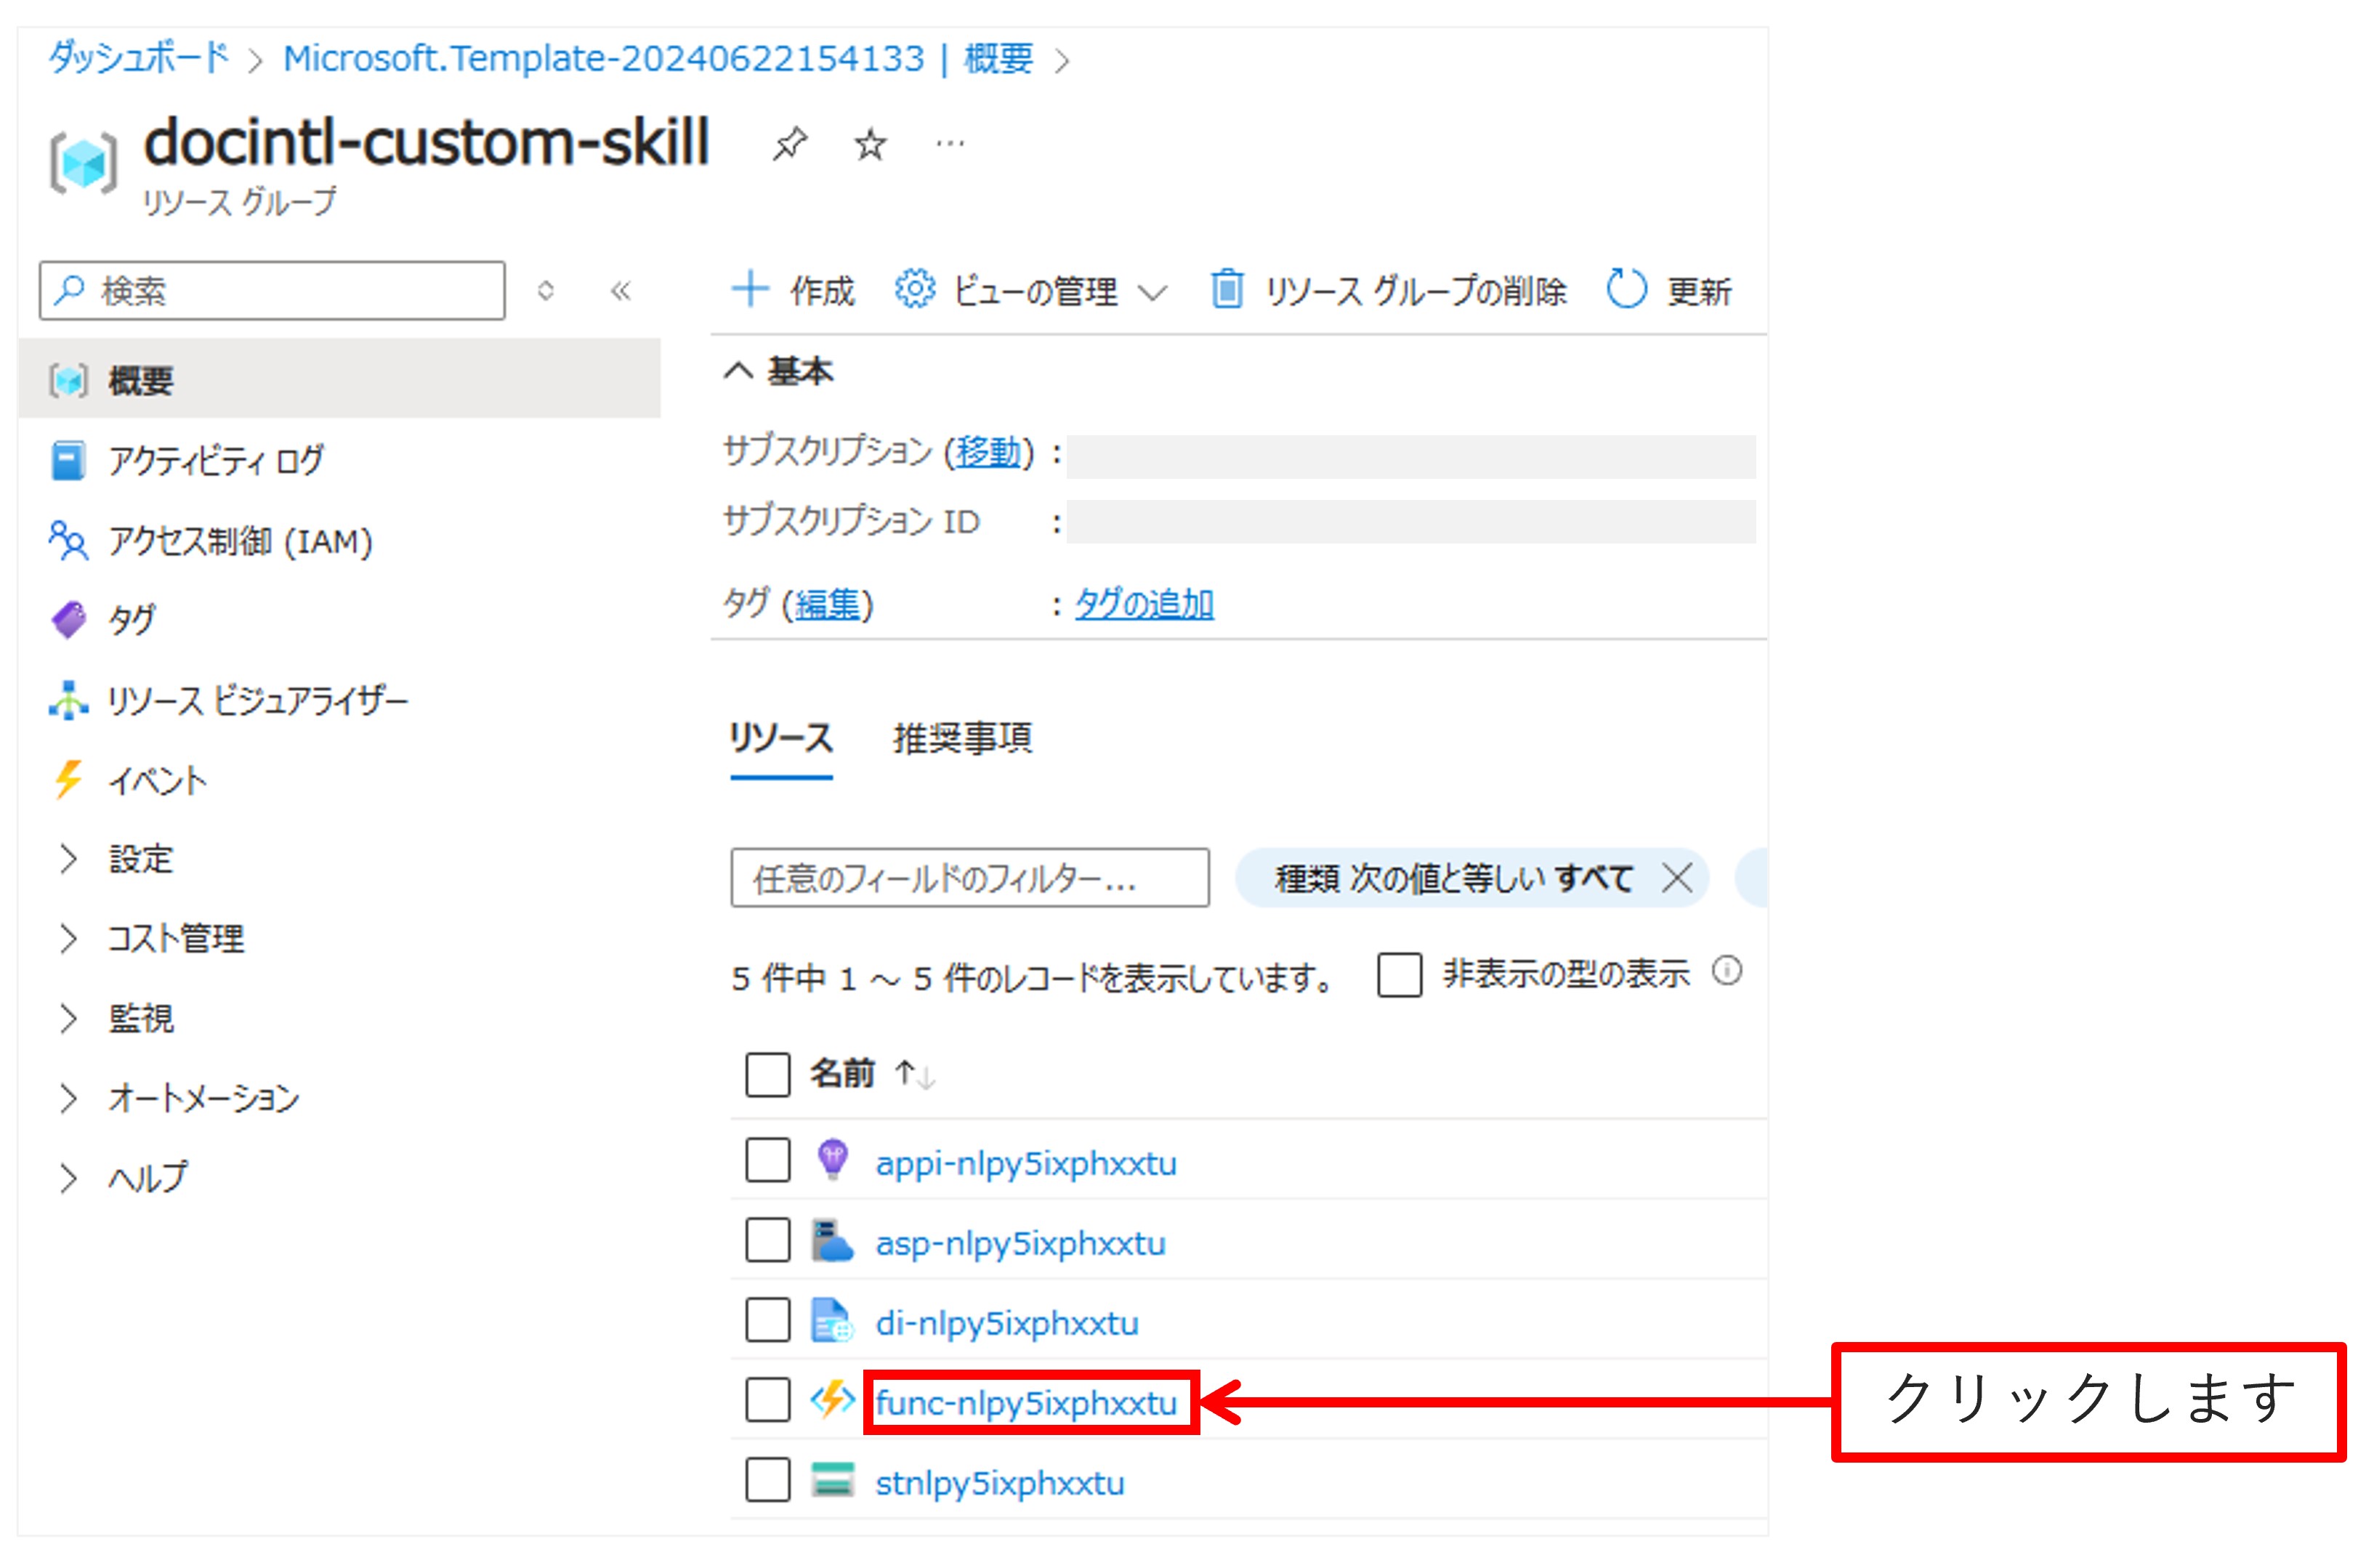 ダッシュボード > Microsoft.Template-20240622154133 | 概要 >
docintl-custom-skill
リソース グループ
検索
作成 ビューの管理 リソース グループの削除 更新
概要
アクティビティ ログ
アクセス制御 (IAM)
タグ
リソース ビジュアライザー
イベント
設定
コスト管理
監視
オートメーション
ヘルプ
基本
サブスクリプション (移動) :
サブスクリプション ID :
タグ (編集) : タグの追加
リソース 推奨事項
任意のフィールドのフィルター... 種類 次の値と等しい すべて
5 件中 1 ～ 5 件のレコードを表示しています。 非表示の型の表示
名前 ↑↓
appi-nlpy5ixphxxtu
asp-nlpy5ixphxxtu
di-nlpy5ixphxxtu
func-nlpy5ixphxxtu
stnlpy5ixphxxtu
クリックします